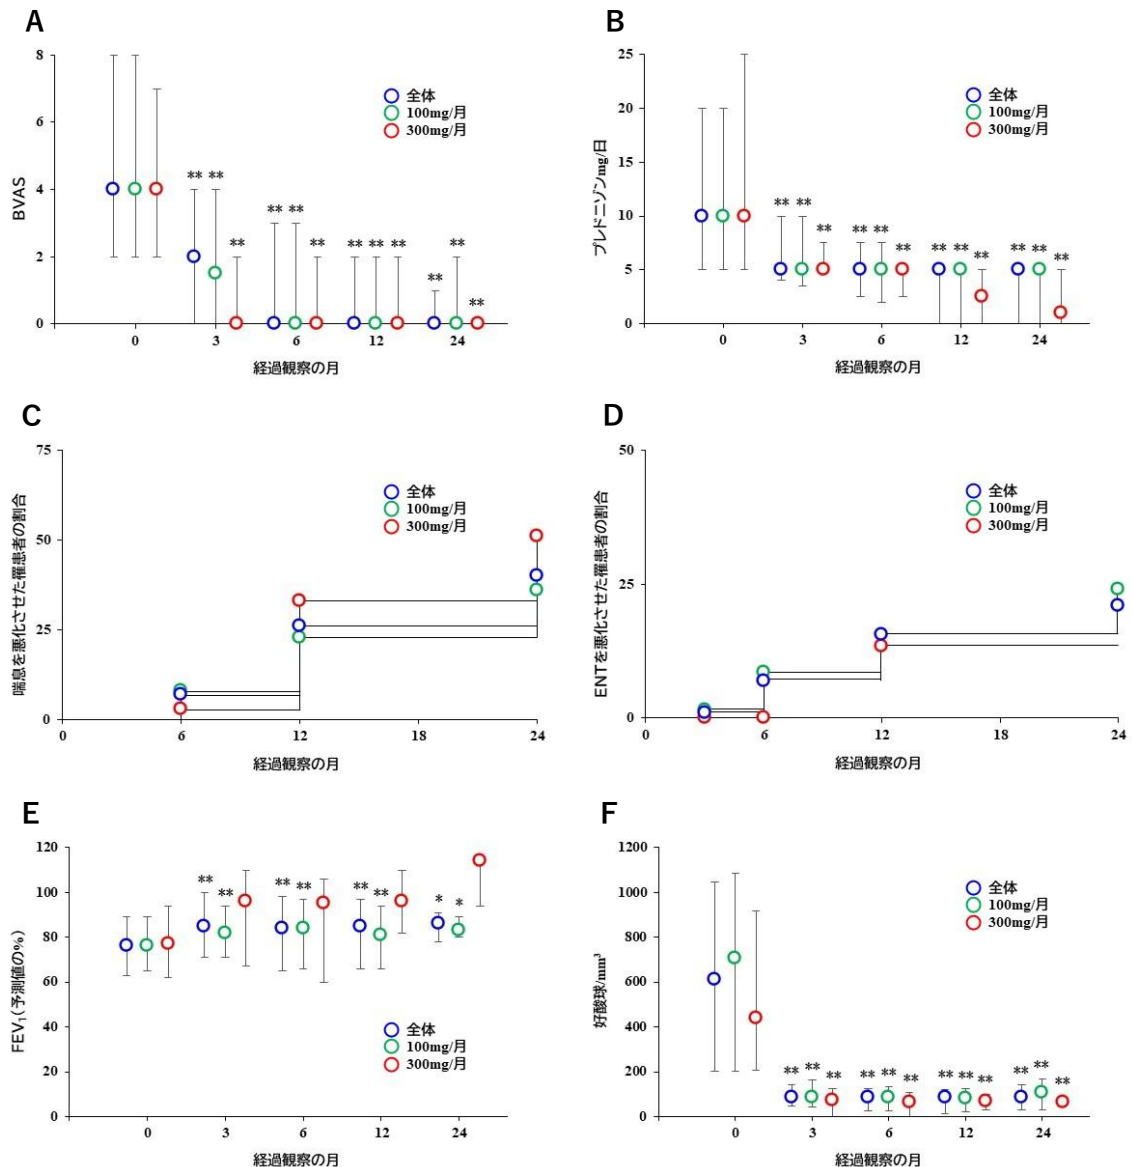 A
8
6
4
2
0
BVAS
全体
100mg/月
300mg/月
** **
**
** **
**
** ** **
**
**
**
0 3 6 12 24
経過観察の月
B
25
20
15
10
5
0
プレドニゾンmg/日
全体
100mg/月
300mg/月
** **
**
** **
**
** **
**
** **
**
0 3 6 12 24
経過観察の月
C
75
50
25
0
喘息を悪化させた罹患者の割合
全体
100mg/月
300mg/月
0 6 12 18 24
経過観察の月
D
50
25
0
ENTを悪化させた罹患者の割合
全体
100mg/月
300mg/月
0 6 12 18 24
経過観察の月
E
120
100
80
60
40
20
0
FEV₁(予測値の%)
** **
** **
** **
* *
全体
100mg/月
300mg/月
0 3 6 12 24
経過観察の月
F
1200
1000
800
600
400
200
0
好酸球/mm³
全体
100mg/月
300mg/月
** ** **
** ** **
** ** **
** ** **
0 3 6 12 24
経過観察の月